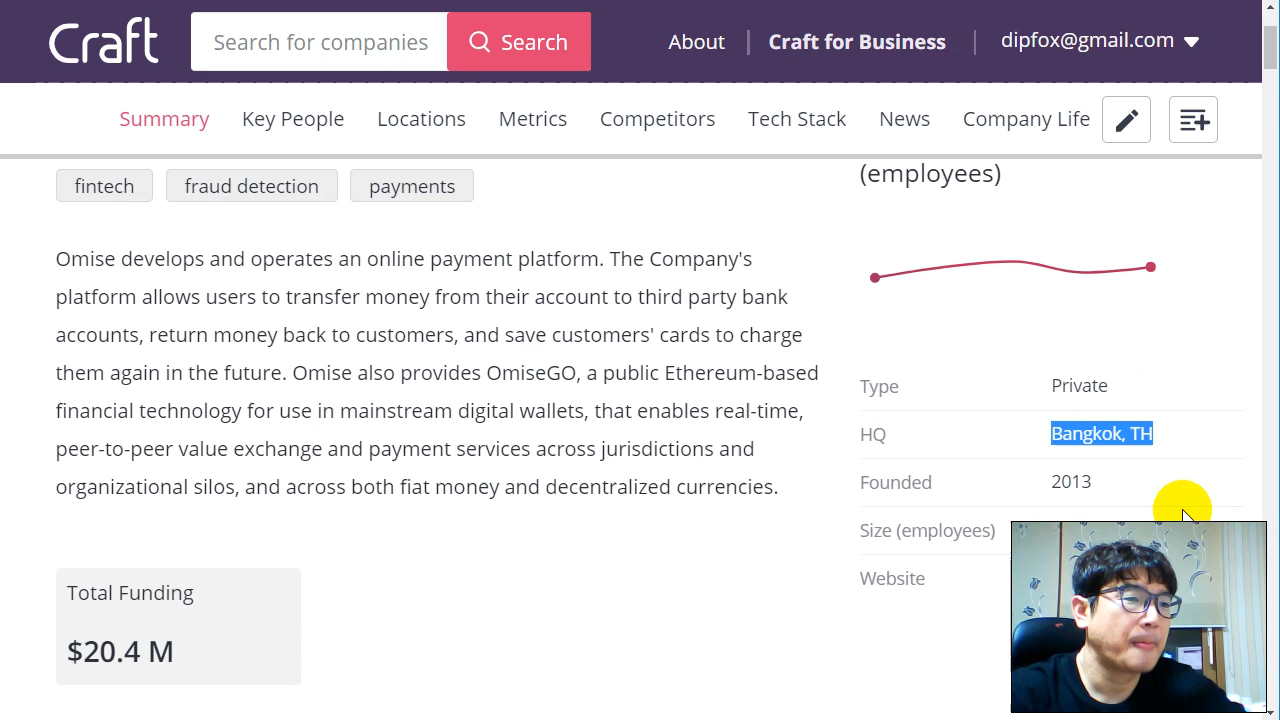 Craft
Search for companies
Search
About
Craft for Business
dipfox@gmail.com
Summary
Key People
Locations
Metrics
Competitors
Tech Stack
News
Company Life
(employees)
fintech
fraud detection
payments
Omise develops and operates an online payment platform. The Company's
platform allows users to transfer money from their account to third party bank
accounts, return money back to customers, and save customers' cards to charge
them again in the future. Omise also provides OmiseGO, a public Ethereum-based
financial technology for use in mainstream digital wallets, that enables real-time,
peer-to-peer value exchange and payment services across jurisdictions and
organizational silos, and across both fiat money and decentralized currencies.
Type Private
HQ Bangkok, TH
Founded 2013
Size (employees)
Website
Total Funding
$20.4 M